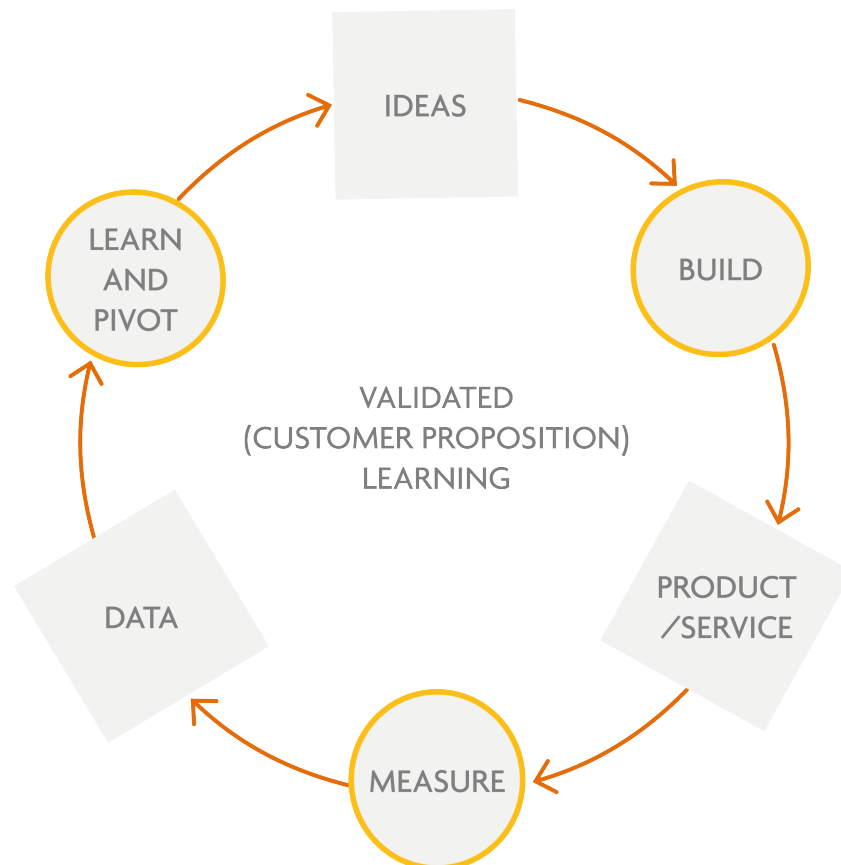 IDEAS
BUILD
PRODUCT
/SERVICE
MEASURE
DATA
LEARN
AND
PIVOT
VALIDATED
(CUSTOMER PROPOSITION)
LEARNING